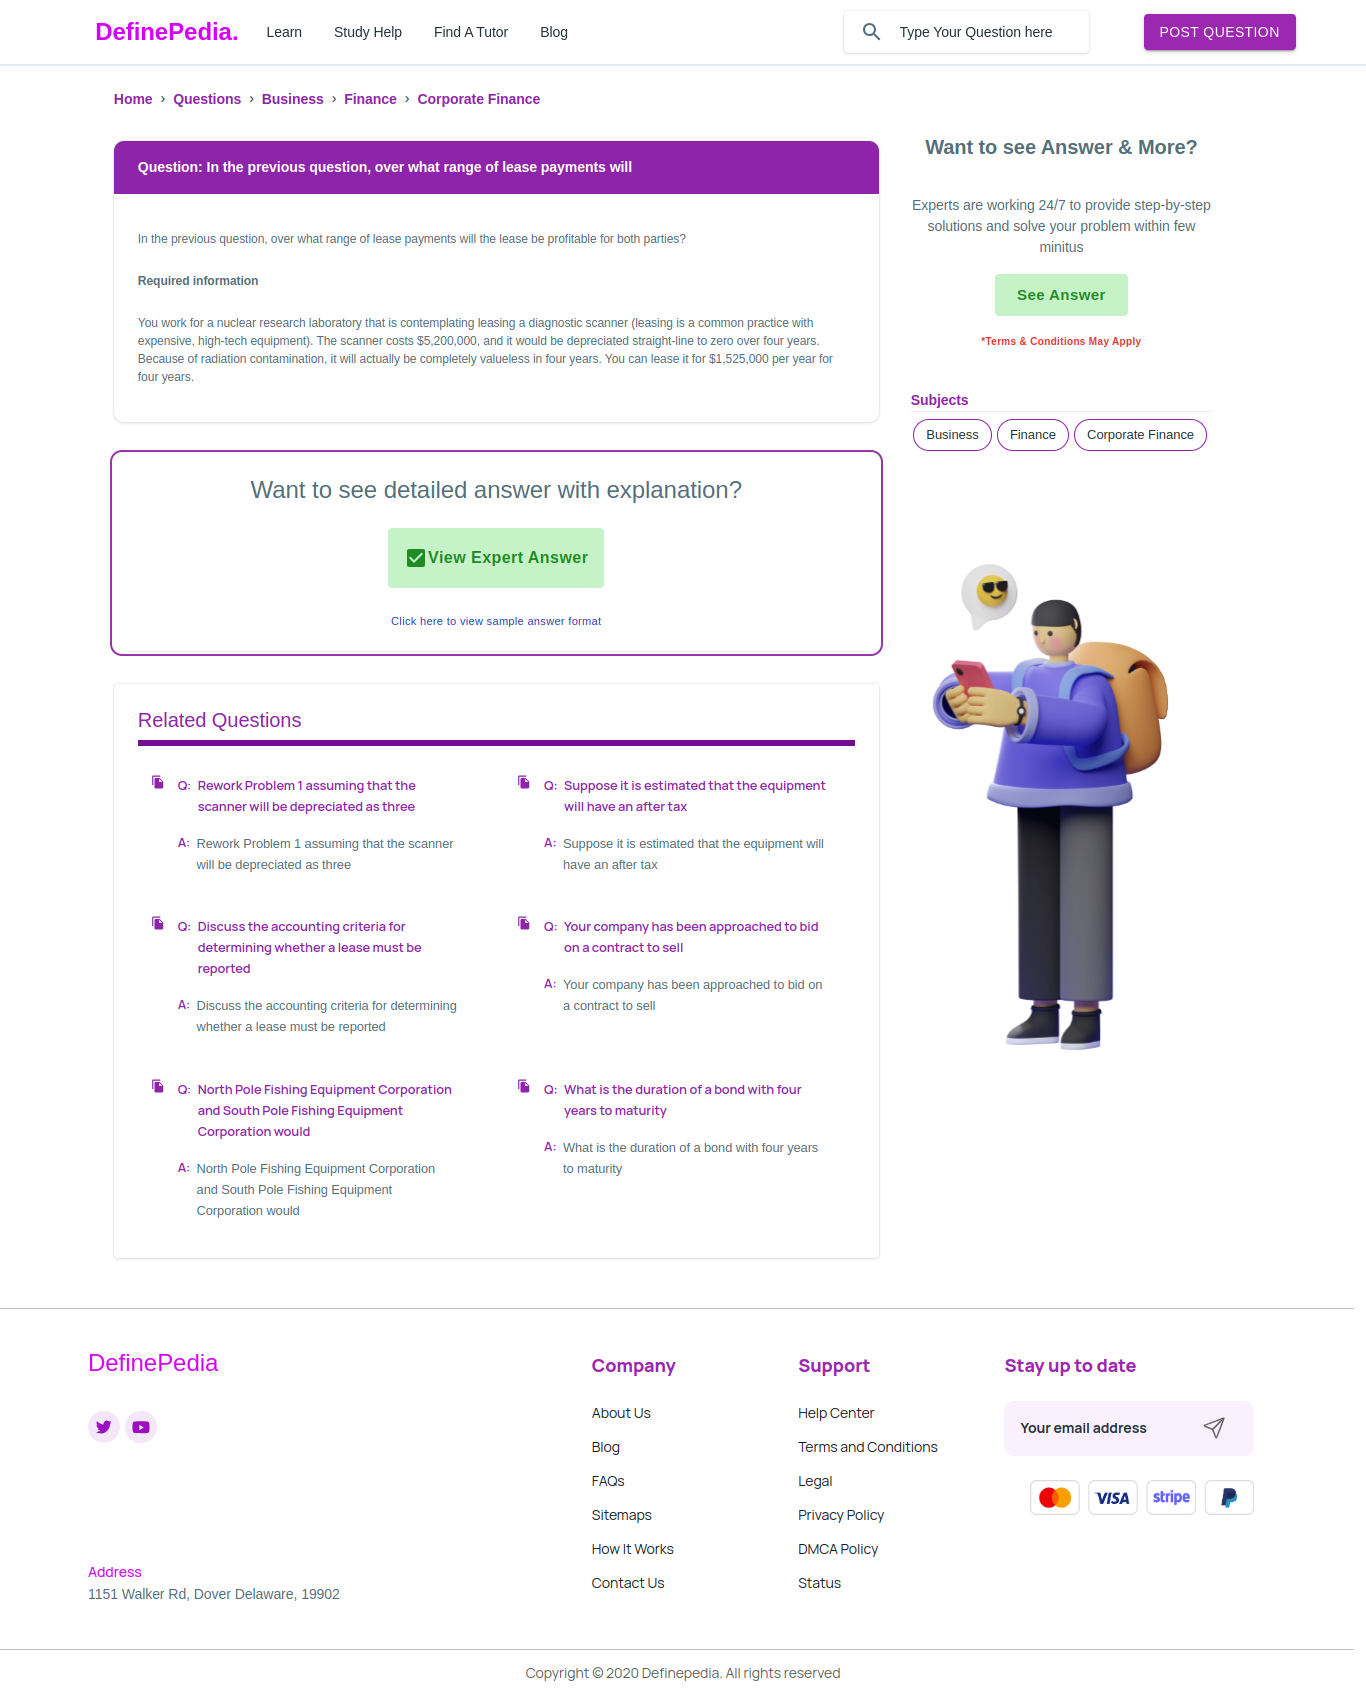 DefinePedia.
Learn
Study Help
Find A Tutor
Blog
Type Your Question here
POST QUESTION
Home › Questions › Business › Finance › Corporate Finance
Question: In the previous question, over what range of lease payments will
In the previous question, over what range of lease payments will the lease be profitable for both parties?
Required information
You work for a nuclear research laboratory that is contemplating leasing a diagnostic scanner (leasing is a common practice with
expensive, high-tech equipment). The scanner costs $5,200,000, and it would be depreciated straight-line to zero over four years.
Because of radiation contamination, it will actually be completely valueless in four years. You can lease it for $1,525,000 per year for
four years.
Want to see Answer & More?
Experts are working 24/7 to provide step-by-step
solutions and solve your problem within few
minitus
See Answer
*Terms & Conditions May Apply
Subjects
Business
Finance
Corporate Finance
Want to see detailed answer with explanation?
View Expert Answer
Click here to view sample answer format
Related Questions
Q: Rework Problem 1 assuming that the
scanner will be depreciated as three
A: Rework Problem 1 assuming that the scanner
will be depreciated as three
Q: Suppose it is estimated that the equipment
will have an after tax
A: Suppose it is estimated that the equipment will
have an after tax
Q: Discuss the accounting criteria for
determining whether a lease must be
reported
A: Discuss the accounting criteria for determining
whether a lease must be reported
Q: Your company has been approached to bid
on a contract to sell
A: Your company has been approached to bid on
a contract to sell
Q: North Pole Fishing Equipment Corporation
and South Pole Fishing Equipment
Corporation would
A: North Pole Fishing Equipment Corporation
and South Pole Fishing Equipment
Corporation would
Q: What is the duration of a bond with four
years to maturity
A: What is the duration of a bond with four years
to maturity
DefinePedia
Address
1151 Walker Rd, Dover Delaware, 19902
Company
About Us
Blog
FAQs
Sitemaps
How It Works
Contact Us
Support
Help Center
Terms and Conditions
Legal
Privacy Policy
DMCA Policy
Status
Stay up to date
Your email address
VISA
stripe
Copyright © 2020 Definepedia. All rights reserved